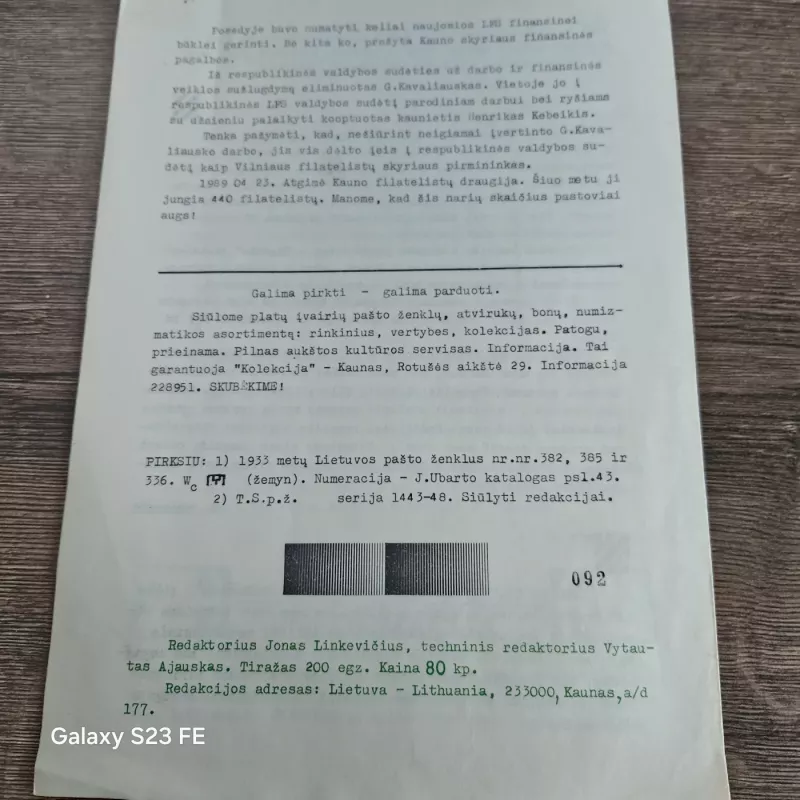 Posėdyje buvo numatyti keliai naujosios LFS finansinei
būklei gerinti. Be kita ko, prašyta Kauno skyriaus finansinės
pagalbos.
Iš respublikinės valdybos sudėties už darbo ir finansinės
veiklos sužlugdymą eliminuotas G.Kavaliauskas. Vietoje jo į
respublikinės LFS valdybos sudėtį parodiniam darbui bei ryšiams
su užsieniu palaikyti kooptuotas kaunietis Henrikas Kebeikis.
Tenka pažymėti, kad, nežiūrint neigiamai įvertinto G.Kava-
liausko darbo, jis vis dėlto įeis į respublikinės valdybos su-
dėtį kaip Vilniaus filatelistų skyriaus pirmininkas.
1989 04 23. Atgimė Kauno filatelistų draugija. Šiuo metu ji
jungia 440 filatelistų. Manome, kad šis narių skaičius pastoviai
augs!
Galima pirkti - galima parduoti.
Siūlome platų įvairių pašto ženklų, atvirukų, bonų, numiz-
matikos asortimentą: rinkinius, vertybes, kolekcijas. Patogu,
prieinama. Pilnas aukštos kultūros servisas. Informacija. Tai
garantuoja "Kolekcija" - Kaunas, Rotušės aikštė 29. Informacija
228951. SKUBĖKIME!
PIRKSIU: 1) 1933 metų Lietuvos pašto ženklus nr.nr.382, 385 ir
336. Wc (žemyn). Numeracija - J.Ubarto katalogas psl.43.
2) T.S.p.ž. serija 1443-48. Siūlyti redakcijai.
092
Redaktorius Jonas Linkevičius, techninis redaktorius Vytau-
tas Ajauskas. Tiražas 200 egz. Kaina 80 kp.
Redakcijos adresas: Lietuva - Lithuania, 233000, Kaunas, a/d
177.
Galaxy S23 FE